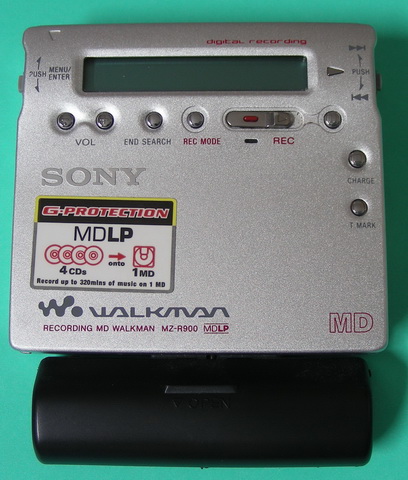 digital recording
MENU/
ENTER
PUSH
PUSH
VOL
END SEARCH
REC MODE
REC
CHARGE
T MARK
SONY
G-PROTECTION
MDLP
4 CDs
onto
1 MD
Record up to 320mins of music on 1 MD
WALKMAN
RECORDING MD WALKMAN MZ-R900 MDLP
MD
OPEN